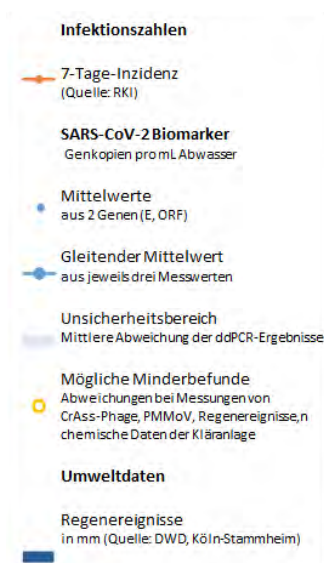 Infektionszahlen
7-Tage-Inzidenz
(Quelle: RKI)
SARS-CoV-2 Biomarker
Genkopien pro mL Abwasser
Mittelwerte
aus 2 Genen (E, ORF)
Gleitender Mittelwert
aus jeweils drei Messwerten
Unsicherheitsbereich
Mittlere Abweichung der ddPCR-Ergebnisse
Mögliche Minderbefunde
Abweichungen bei Messungen von
CrAss-Phage, PMMoV, Regenereignisse,n
chemische Daten der Kläranlage
Umweltdaten
Regenereignisse
in mm (Quelle: DWD, Köln-Stammheim)